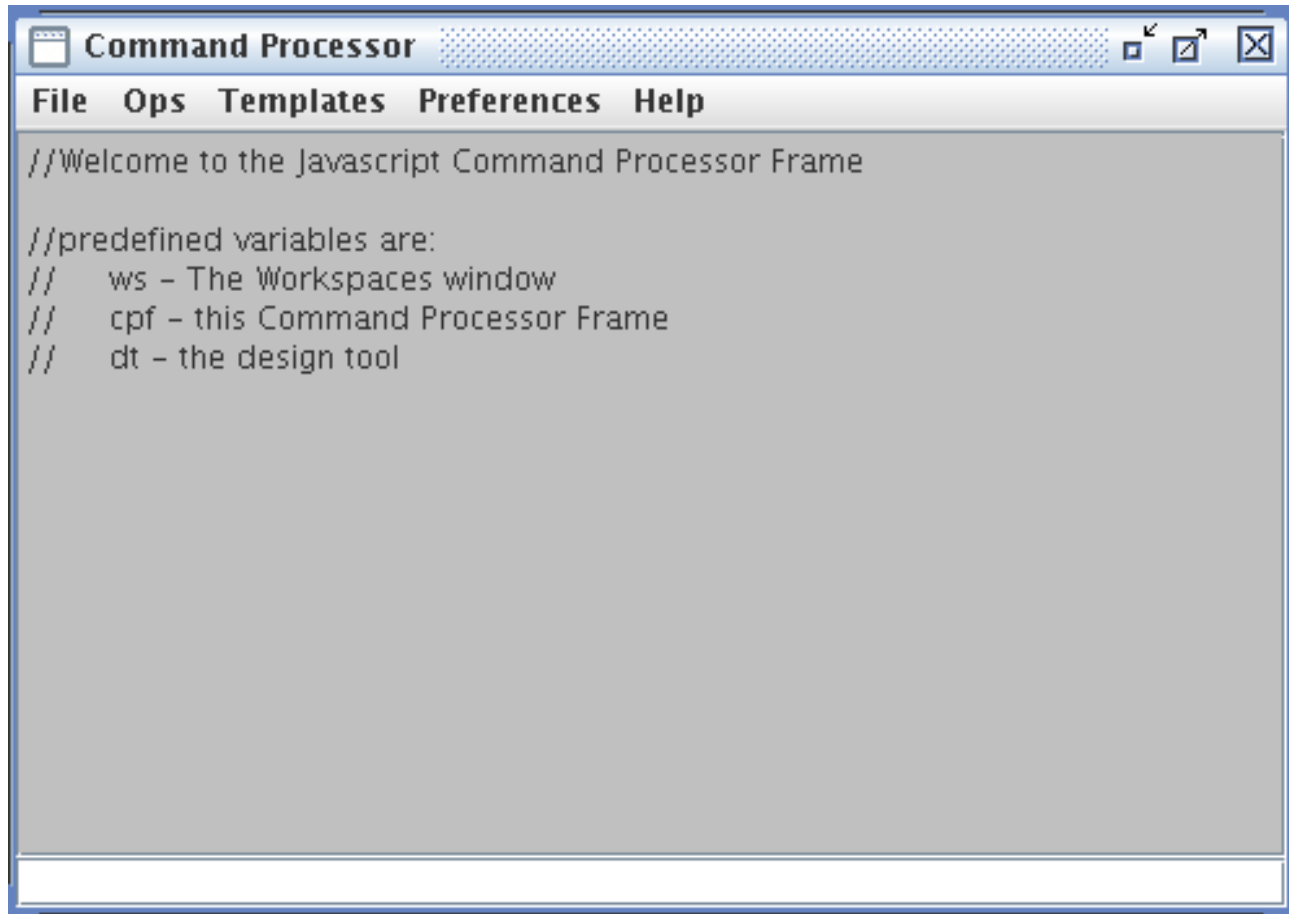 Command Processor
File Ops Templates Preferences Help
//Welcome to the Javascript Command Processor Frame
//predefined variables are:
// ws – The Workspaces window
// cpf – this Command Processor Frame
// dt – the design tool